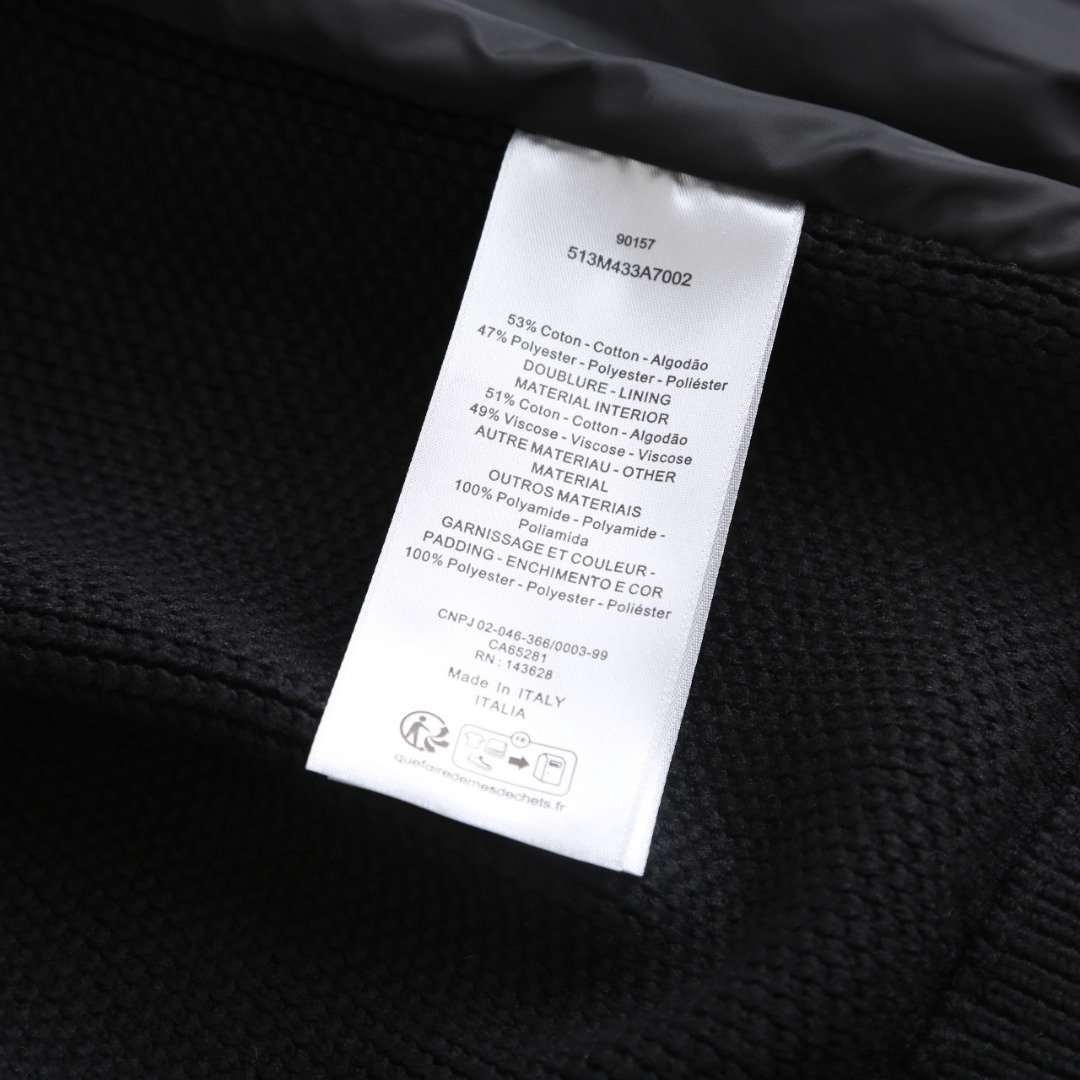 90157
513M433A7002
53% Coton - Cotton - Algodão
47% Polyester - Polyester - Poliéster
DOUBLURE - LINING
MATERIAL INTERIOR
51% Coton - Cotton - Algodão
49% Viscose - Viscose - Viscose
AUTRE MATERIAU - OTHER
MATERIAL
OUTROS MATERIAIS
100% Polyamide - Polyamide -
Poliamida
GARNISSAGE ET COULEUR -
PADDING - ENCHIMENTO E COR
100% Polyester - Polyester - Poliéster
CNPJ 02-046-366/0003-99
CA65281
RN : 143628
Made In ITALY
ITALIA
FR
quefairedemesdechets.fr